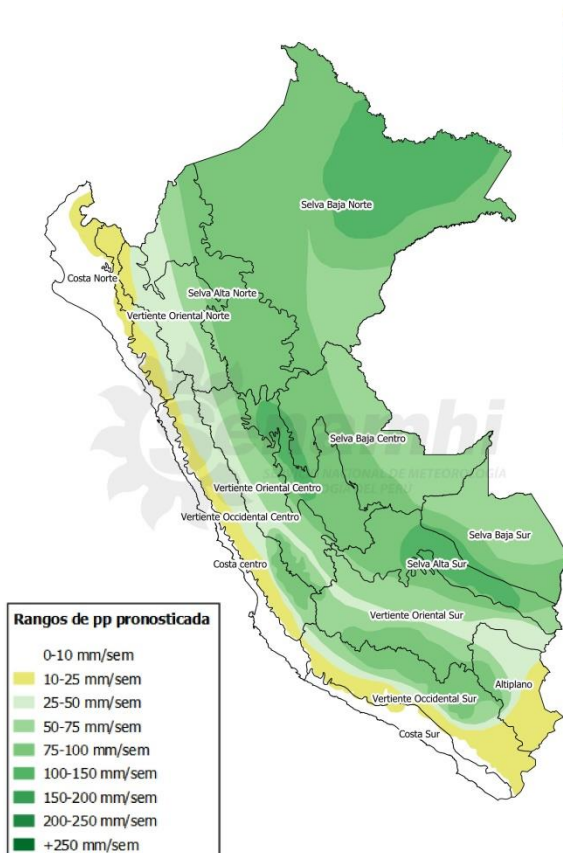 Selva Baja Norte
Costa Norte
Selva Alta Norte
Vertiente Oriental Norte
Selva Baja Centro
Senamhi
Vertiente Oriental Centro
Vertiente Occidental Centro
Selva Baja Sur
Costa centro
Selva Alta Sur
Vertiente Oriental Sur
Altiplano
Vertiente Occidental Sur
Costa Sur
Rangos de pp pronosticada
0-10 mm/sem
10-25 mm/sem
25-50 mm/sem
50-75 mm/sem
75-100 mm/sem
100-150 mm/sem
150-200 mm/sem
200-250 mm/sem
+250 mm/sem